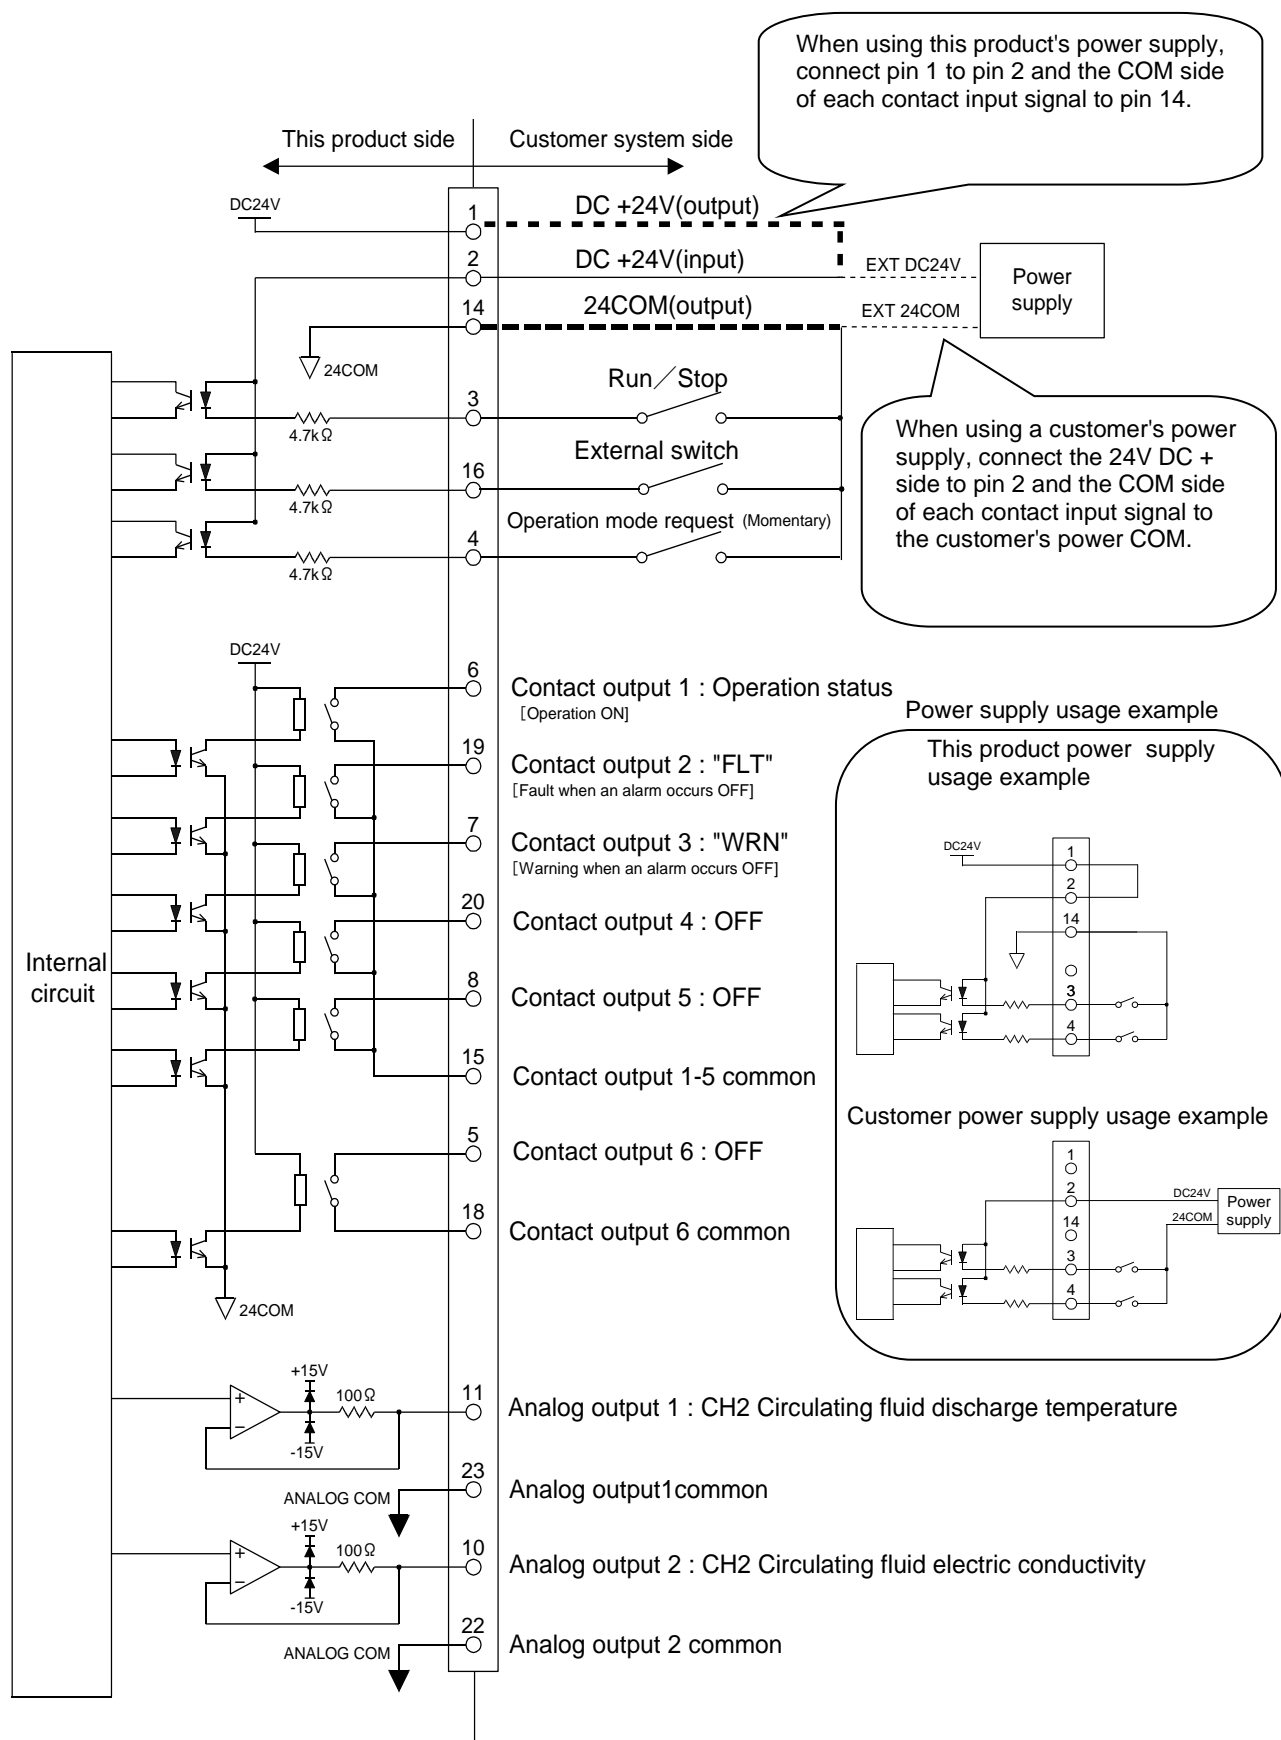 When using this product's power supply,
connect pin 1 to pin 2 and the COM side
of each contact input signal to pin 14.
This product side
Customer system side
DC24V
1
DC +24V(output)
2
DC +24V(input)
EXT DC24V
Power
supply
14
24COM(output)
EXT 24COM
24COM
Run／Stop
3
4.7kΩ
When using a customer's power
supply, connect the 24V DC +
side to pin 2 and the COM side
of each contact input signal to
the customer's power COM.
External switch
16
4.7kΩ
Operation mode request (Momentary)
4
4.7kΩ
DC24V
6
Contact output 1 : Operation status
[Operation ON]
19
Contact output 2 : "FLT"
[Fault when an alarm occurs OFF]
7
Contact output 3 : "WRN"
[Warning when an alarm occurs OFF]
20
Contact output 4 : OFF
8
Contact output 5 : OFF
15
Contact output 1-5 common
5
Contact output 6 : OFF
18
Contact output 6 common
24COM
Internal
circuit
Power supply usage example
This product power supply
usage example
DC24V
1
2
14
3
4
Customer power supply usage example
1
2
DC24V
Power
supply
14
24COM
3
4
+15V
100Ω
+
−
-15V
11
Analog output 1 : CH2 Circulating fluid discharge temperature
23
ANALOG COM
Analog output1common
+15V
100Ω
+
−
-15V
10
Analog output 2 : CH2 Circulating fluid electric conductivity
22
ANALOG COM
Analog output 2 common